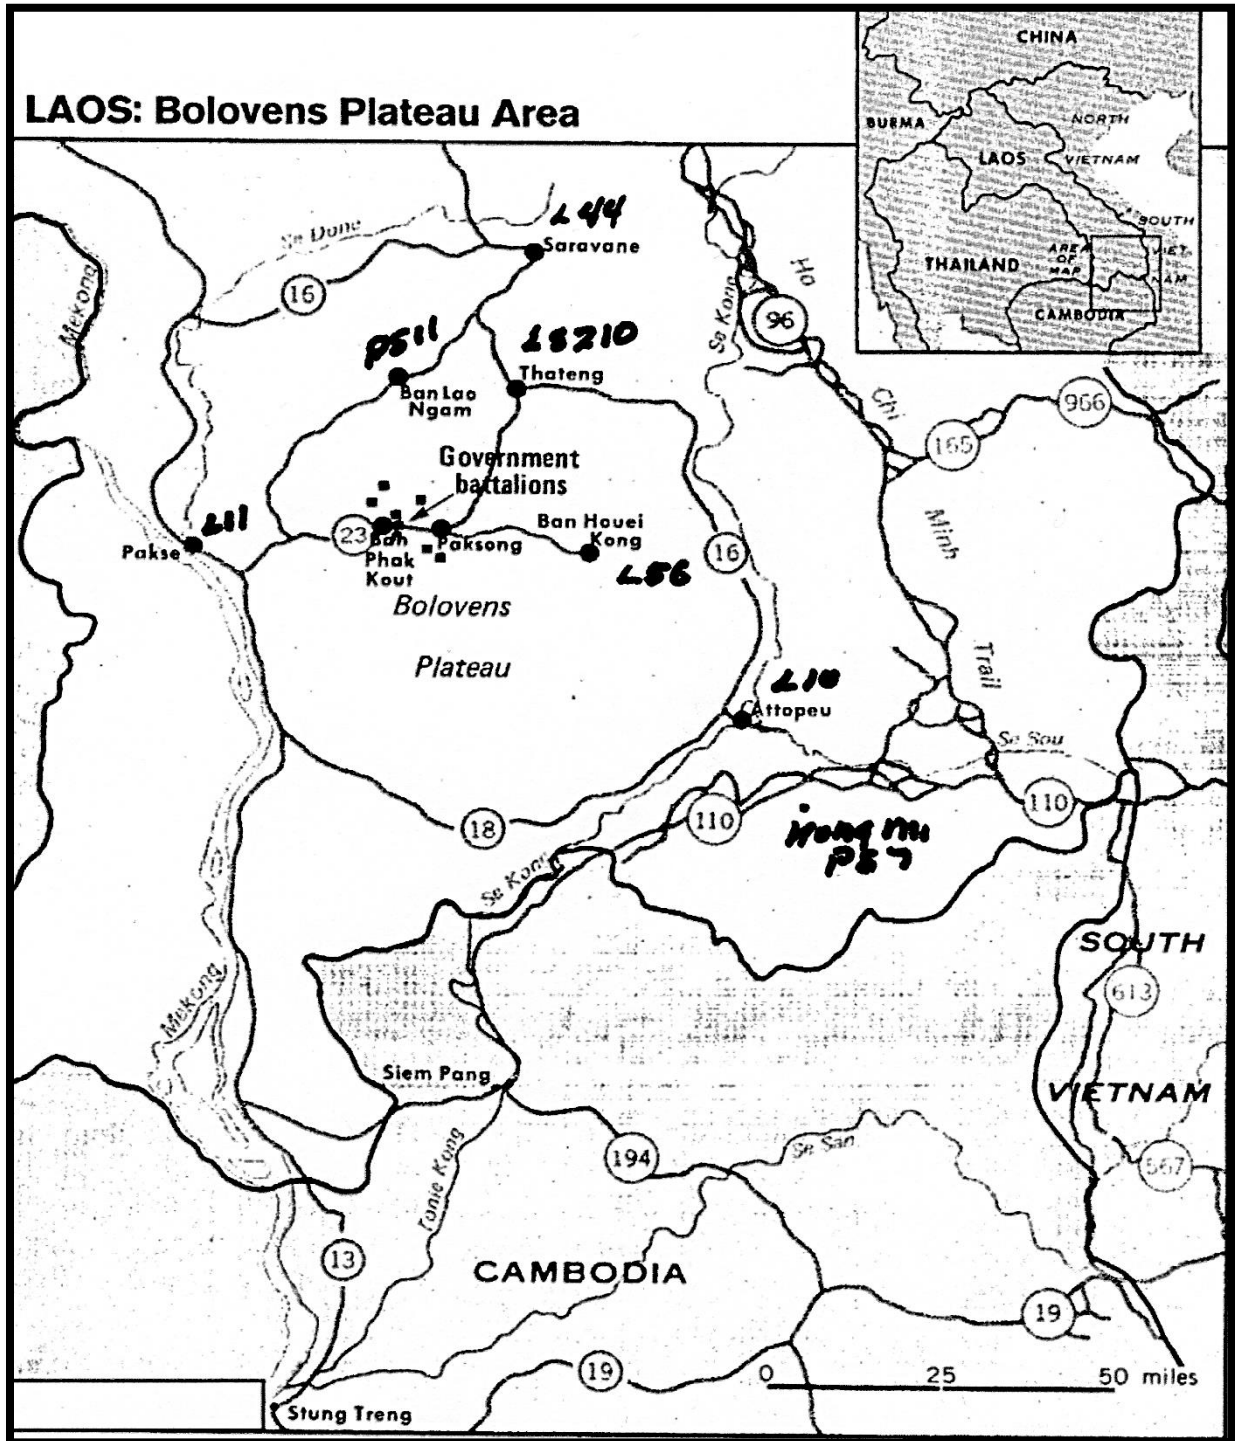 LAOS: Bolovens Plateau Area
CHINA
BURMA
NORTH
LAOS
VIETNAM
SOUTH
AREA
OF
MAP
VIET
NAM
THAILAND
CAMBODIA
L44
Saravane
Se Done
16
Mekong
Se Kong
Ho
96
Chi
Minh
Trail
PS11
Ban Lao
Ngam
LS210
Thateng
966
165
Government
battalions
L11
Pakse
23
Ban
Phak
Kout
Paksong
Ban Houei
Kong
L56
16
Bolovens
Plateau
L10
Attopeu
Se Sou
110
110
18
PS7
Se Kong
SOUTH
VIETNAM
613
Mekong
Siem Pang
194
Se San
567
Tonle Kong
13
CAMBODIA
19
19
0 25 50 miles
Stung Treng